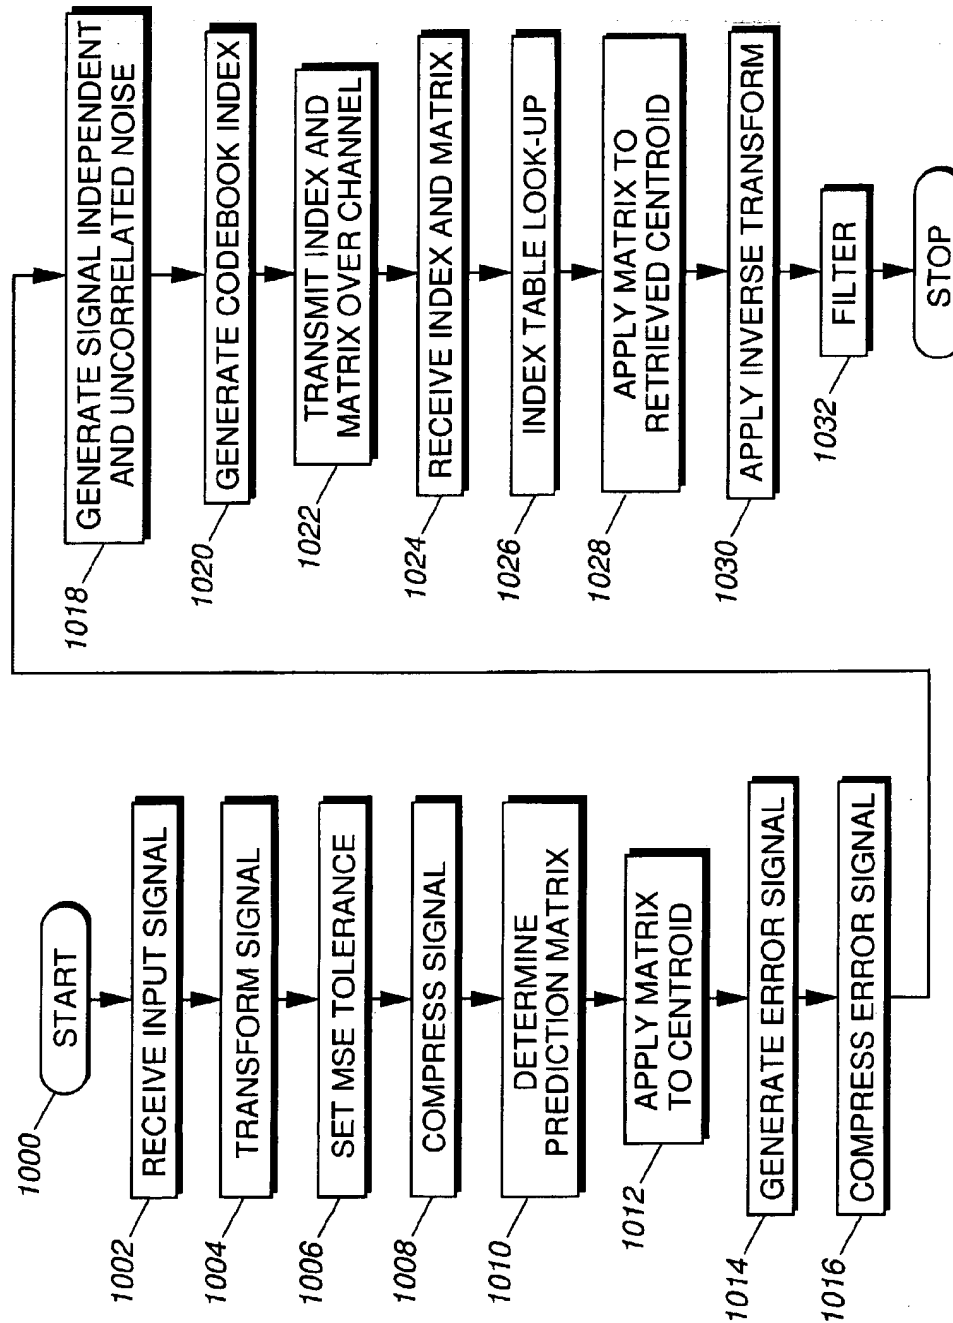 START
1000
RECEIVE INPUT SIGNAL
1002
TRANSFORM SIGNAL
1004
SET MSE TOLERANCE
1006
COMPRESS SIGNAL
1008
DETERMINE
PREDICTION MATRIX
1010
APPLY MATRIX
TO CENTROID
1012
GENERATE ERROR SIGNAL
1014
COMPRESS ERROR SIGNAL
1016
GENERATE SIGNAL INDEPENDENT
AND UNCORRELATED NOISE
1018
GENERATE CODEBOOK INDEX
1020
TRANSMIT INDEX AND
MATRIX OVER CHANNEL
1022
RECEIVE INDEX AND MATRIX
1024
INDEX TABLE LOOK-UP
1026
APPLY MATRIX TO
RETRIEVED CENTROID
1028
APPLY INVERSE TRANSFORM
1030
FILTER
1032
STOP